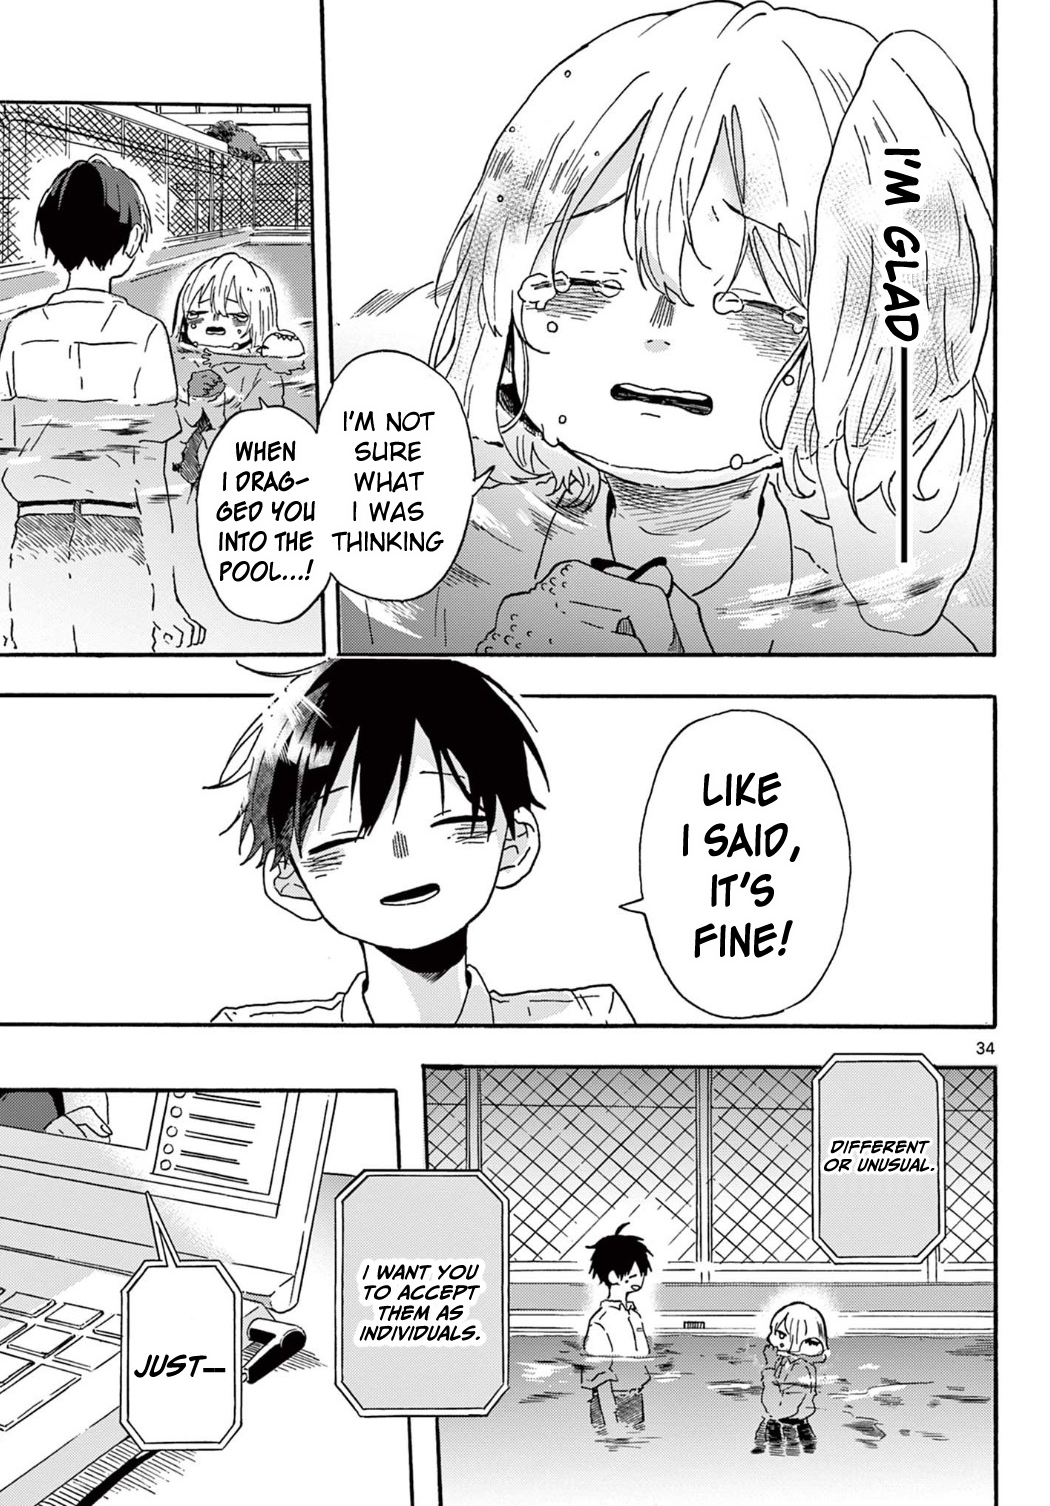 I'M GLAD——
I'M NOT
SURE
WHAT
I WAS
THINKING
WHEN
I DRAG-
GED YOU
INTO THE
POOL...!
LIKE
I SAID,
IT'S
FINE!
34
DIFFERENT
OR UNUSUAL.
I WANT YOU
TO ACCEPT
THEM AS
INDIVIDUALS.
JUST——